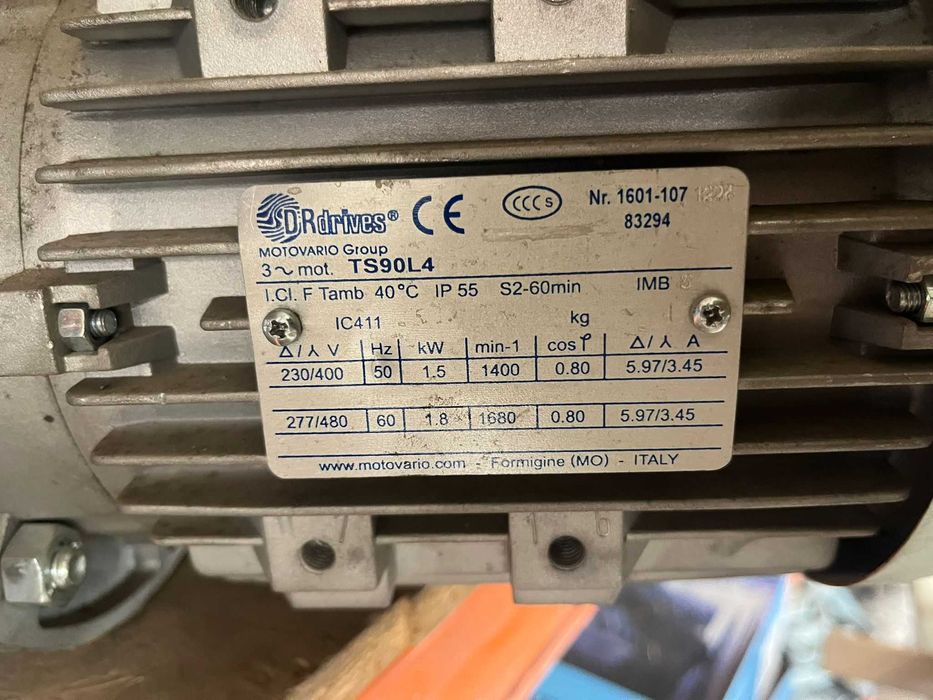 DRdrives® CE CCC S Nr. 1601-107
83294
MOTOVARIO Group
3~ mot. TS90L4
I.Cl. F Tamb 40°C IP 55 S2-60min IMB
IC411 kg
Δ/⅄ V Hz kW min-1 cosφ Δ/⅄ A
230/400 50 1.5 1400 0.80 5.97/3.45
277/480 60 1.8 1680 0.80 5.97/3.45
www.motovario.com - Formigine (MO) - ITALY